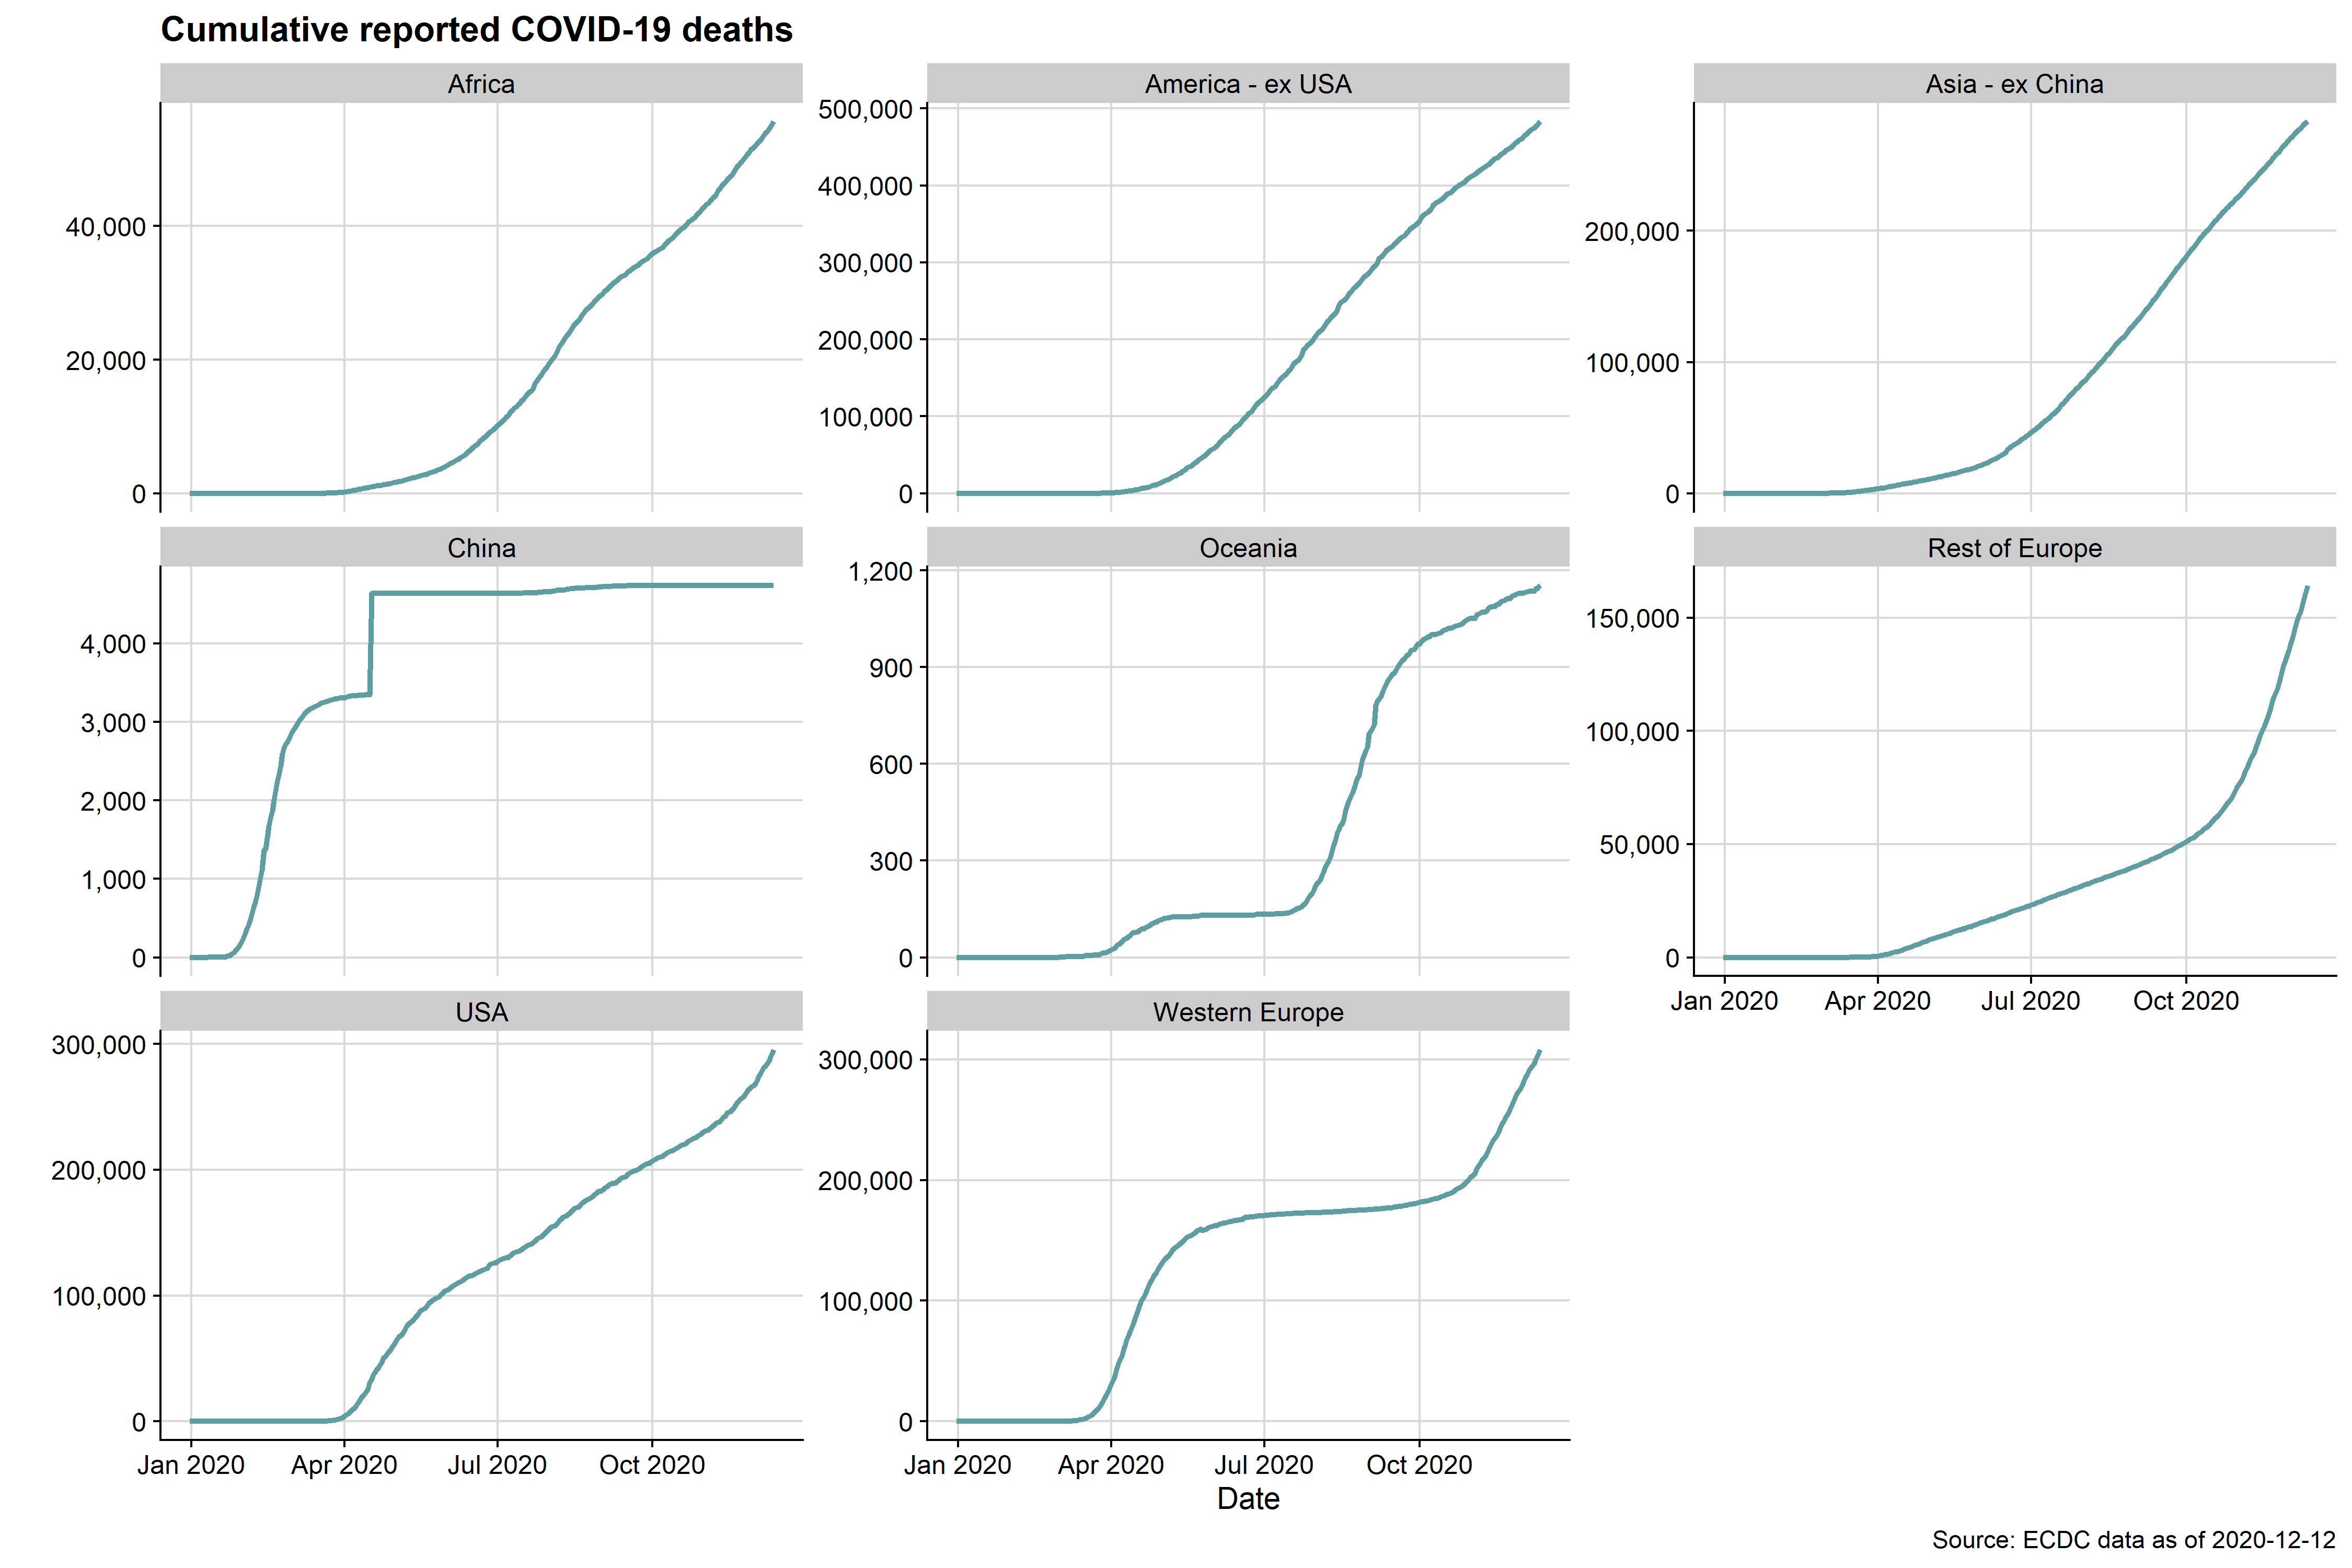 Cumulative reported COVID-19 deaths
Africa
America - ex USA
Asia - ex China
40,000
20,000
0
500,000
400,000
300,000
200,000
100,000
0
200,000
100,000
0
China
Oceania
Rest of Europe
4,000
3,000
2,000
1,000
0
1,200
900
600
300
0
150,000
100,000
50,000
0
Jan 2020 Apr 2020 Jul 2020 Oct 2020
USA
Western Europe
300,000
200,000
100,000
0
300,000
200,000
100,000
0
Jan 2020 Apr 2020 Jul 2020 Oct 2020
Jan 2020 Apr 2020 Jul 2020 Oct 2020
Date
Source: ECDC data as of 2020-12-12